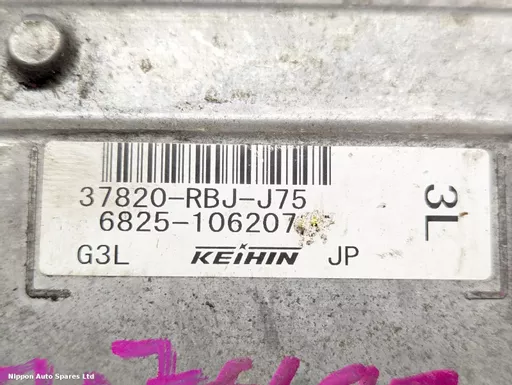 37820-RBJ-J75
6825-106207
3L
G3L KEIHIN JP
Nippon Auto Spares Ltd